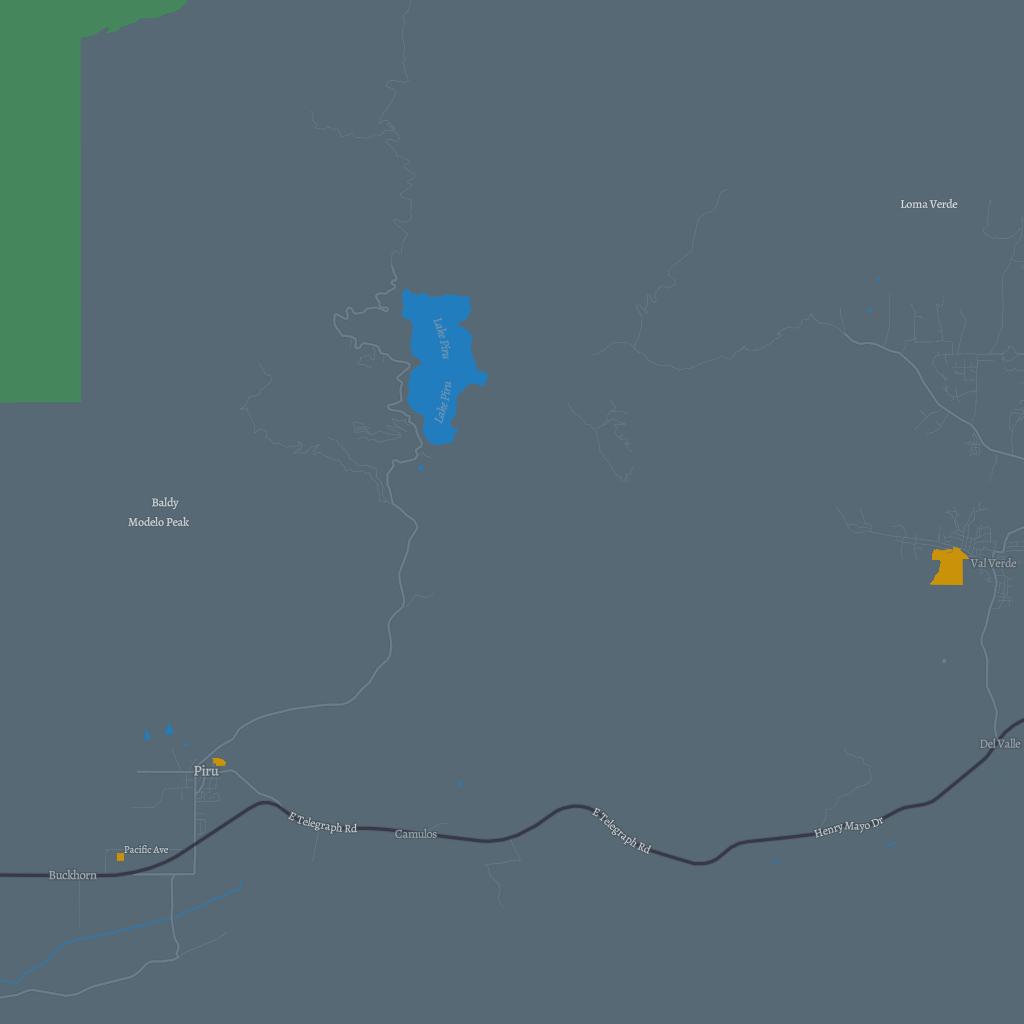 Loma Verde
Lake Piru
Lake Piru
Baldy
Modelo Peak
Val Verde
Del Valle
Piru
E Telegraph Rd
Camulos
E Telegraph Rd
Henry Mayo Dr
Pacific Ave
Buckhorn